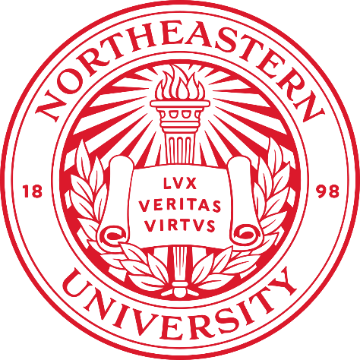 NORTHEASTERN
18 98
LVX
VERITAS
VIRTVS
UNIVERSITY